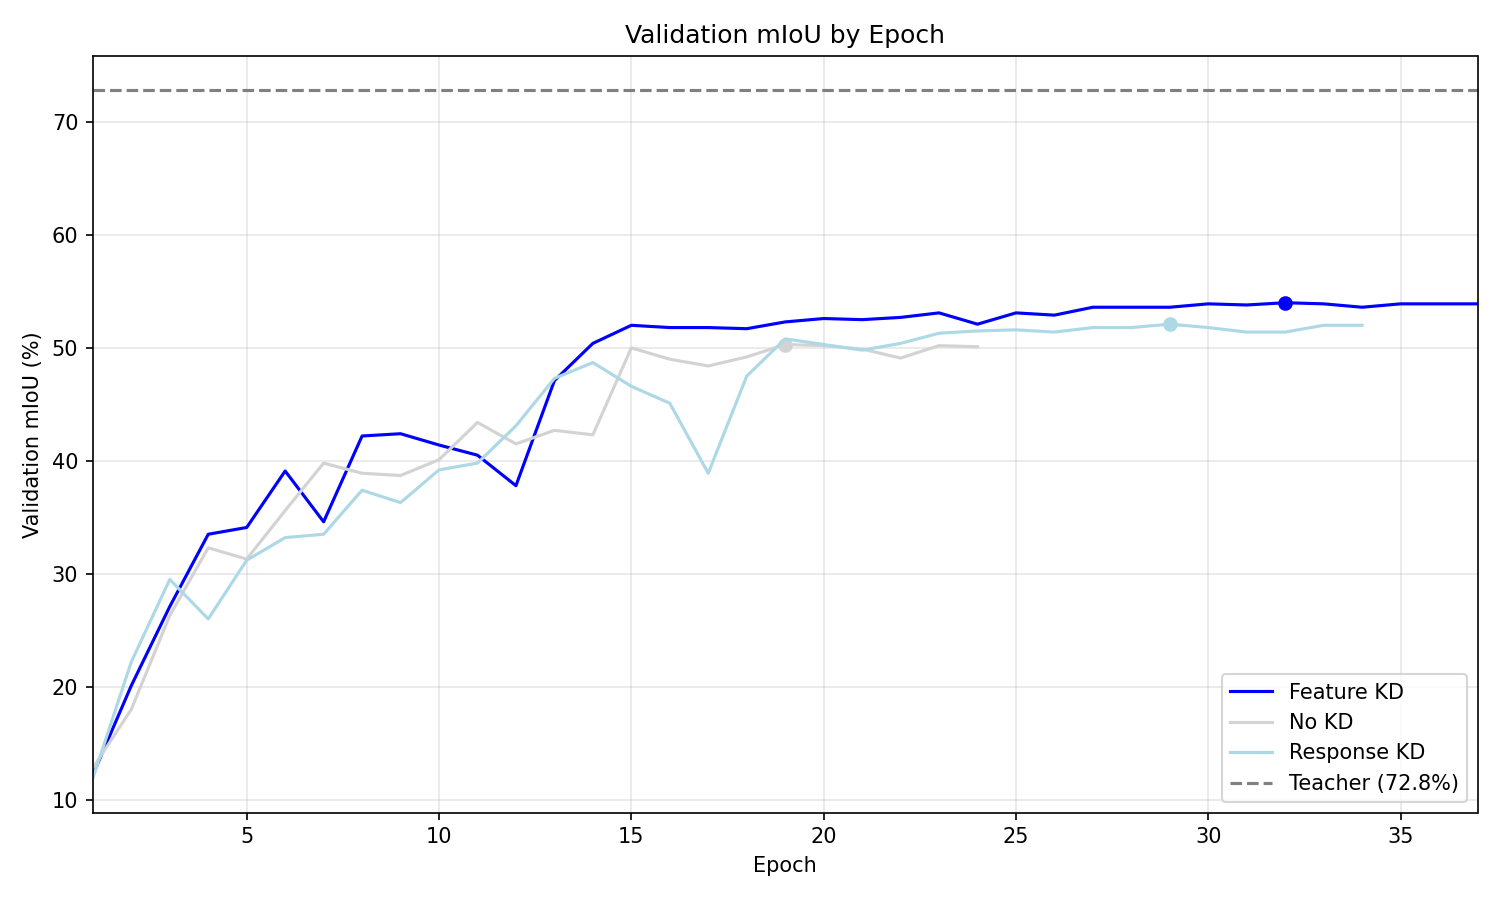 Validation mIoU by Epoch
Validation mIoU (%)
70
60
50
40
30
20
10
5
10
15
20
25
30
35
Epoch
Feature KD
No KD
Response KD
Teacher (72.8%)